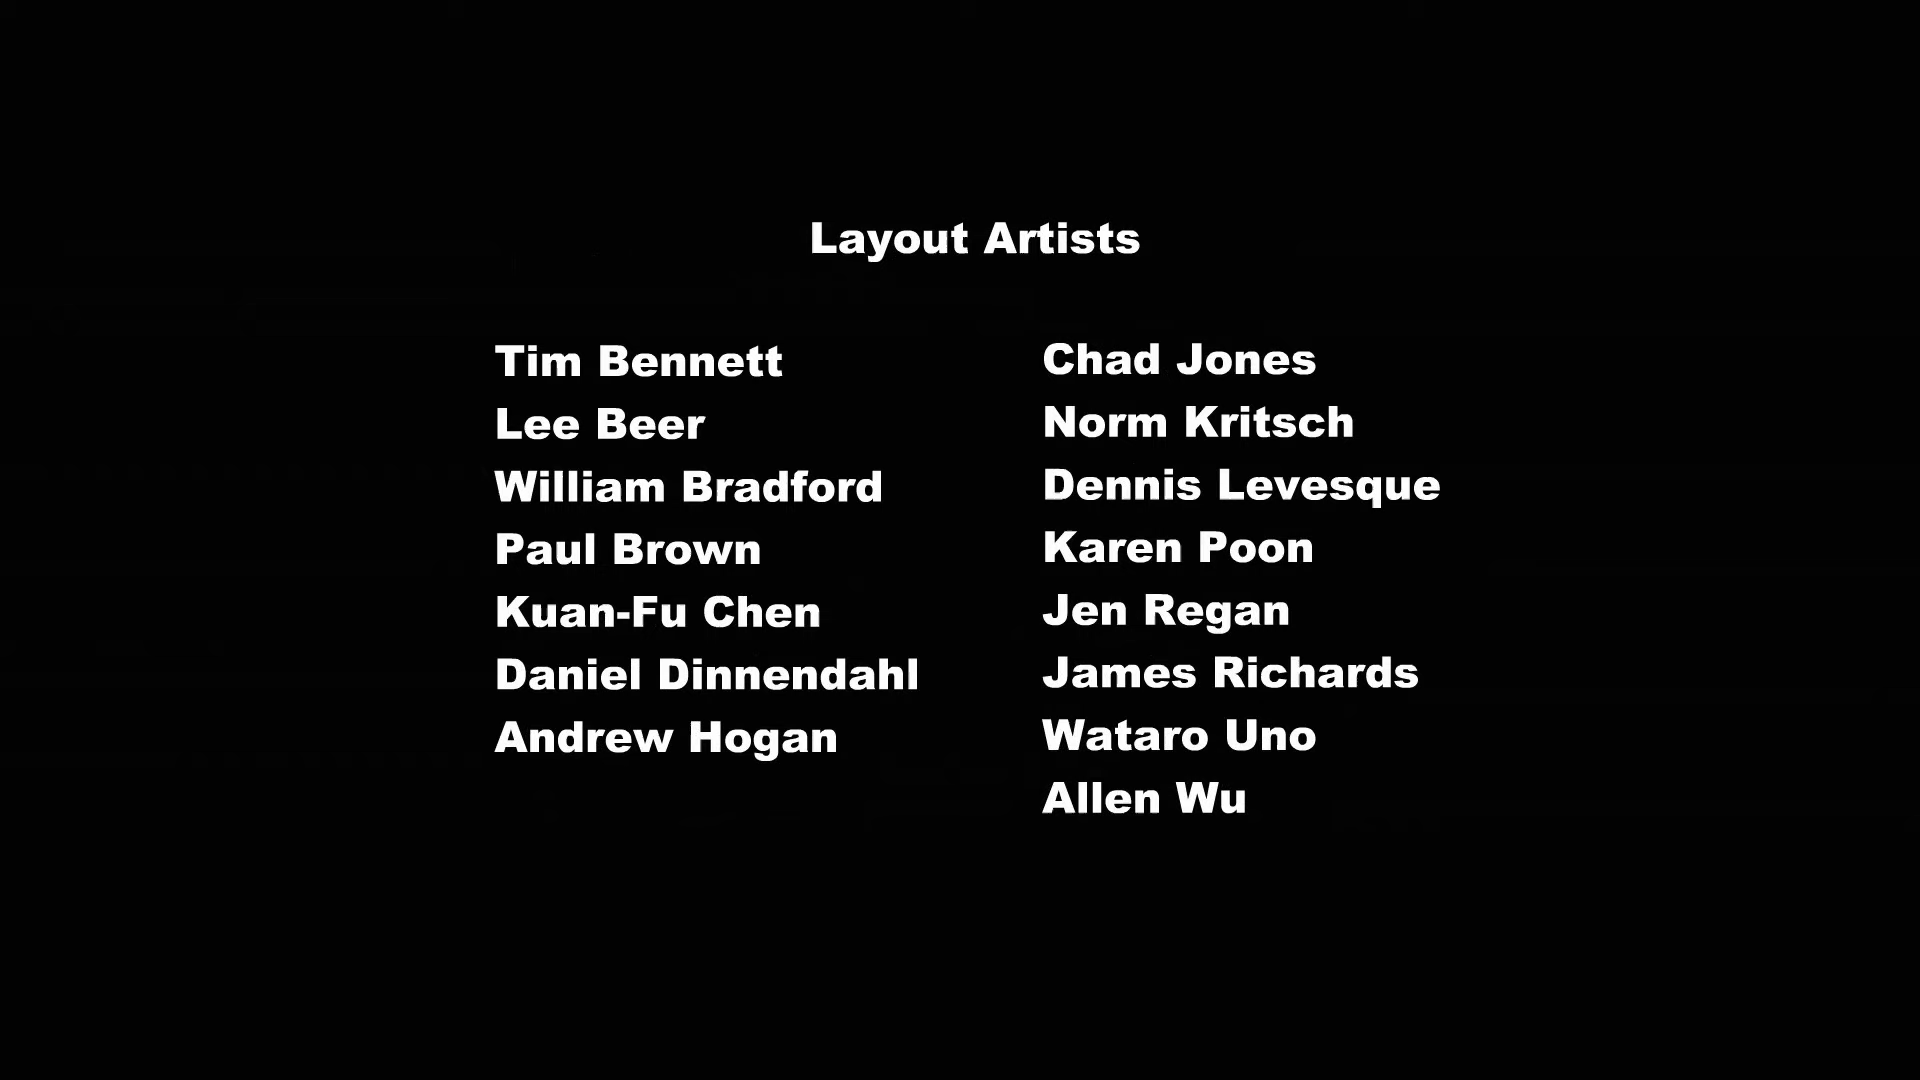 Layout Artists
Tim Bennett
Lee Beer
William Bradford
Paul Brown
Kuan-Fu Chen
Daniel Dinnendahl
Andrew Hogan
Chad Jones
Norm Kritsch
Dennis Levesque
Karen Poon
Jen Regan
James Richards
Wataro Uno
Allen Wu